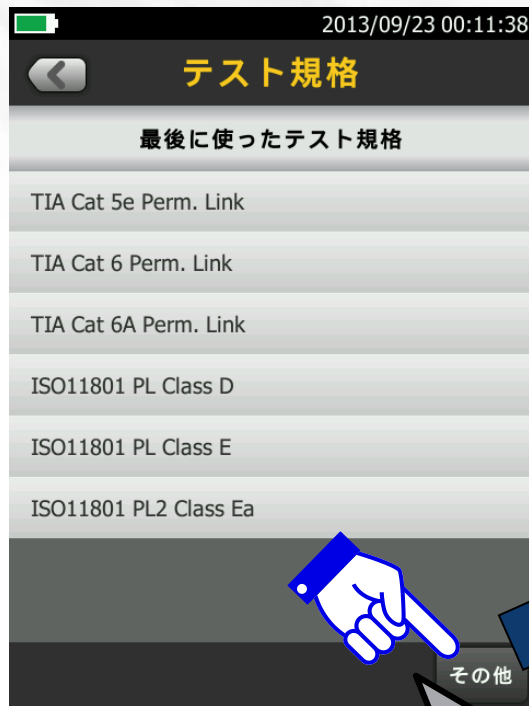 2013/09/23 00:11:38
テスト規格
最後に使ったテスト規格
TIA Cat 5e Perm. Link
TIA Cat 6 Perm. Link
TIA Cat 6A Perm. Link
ISO11801 PL Class D
ISO11801 PL Class E
ISO11801 PL2 Class Ea
その他